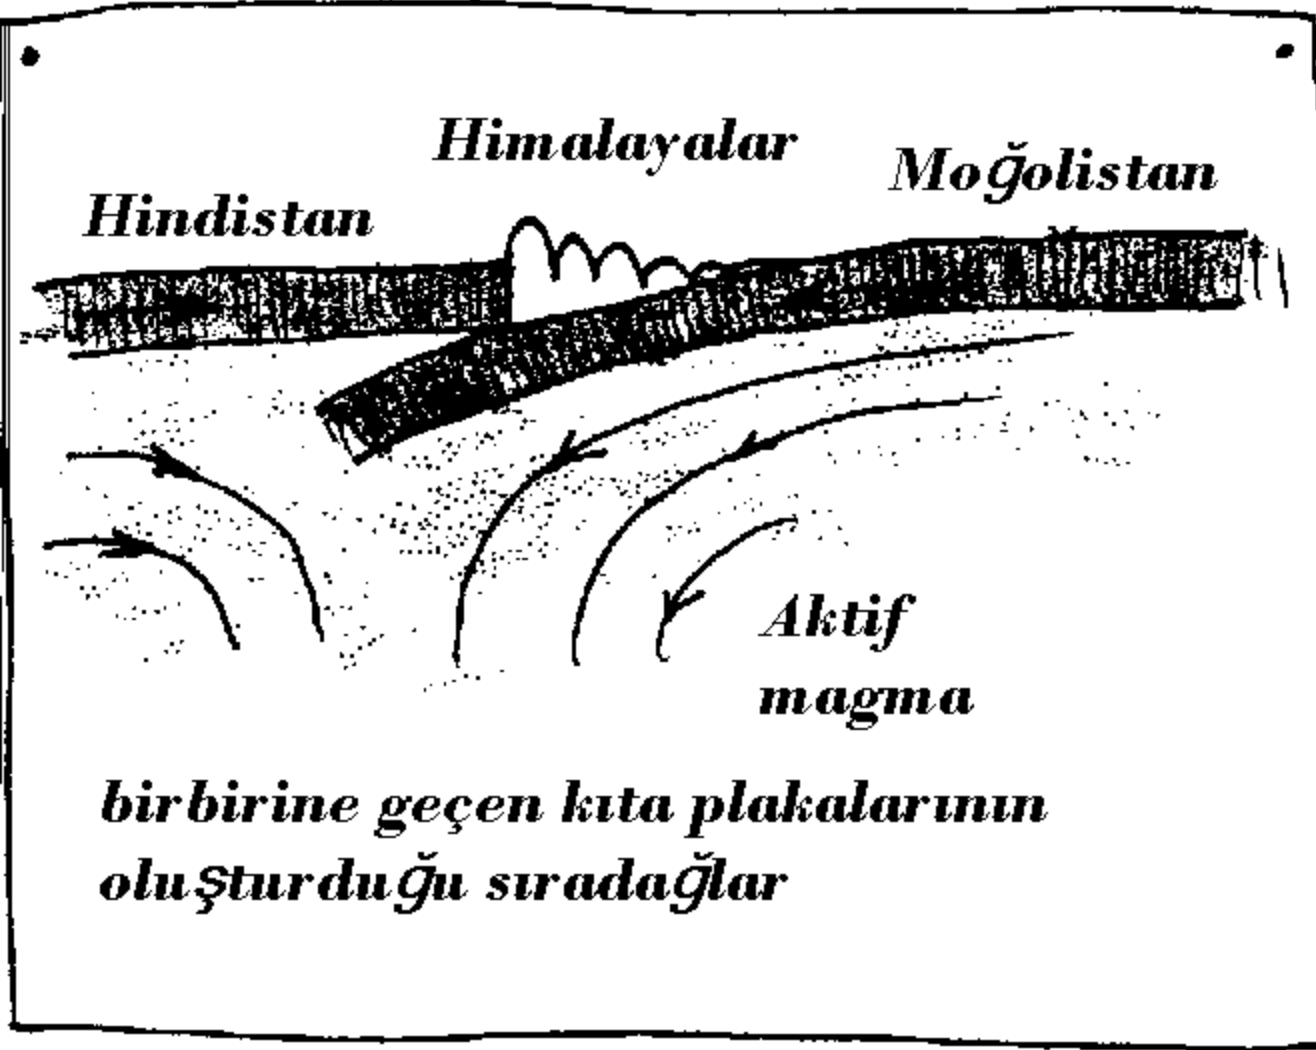 Himalayalar
Moğolistan
Hindistan
Aktif
magma
birbirine geçen kıta plakalarının
oluşturduğu sıradağlar